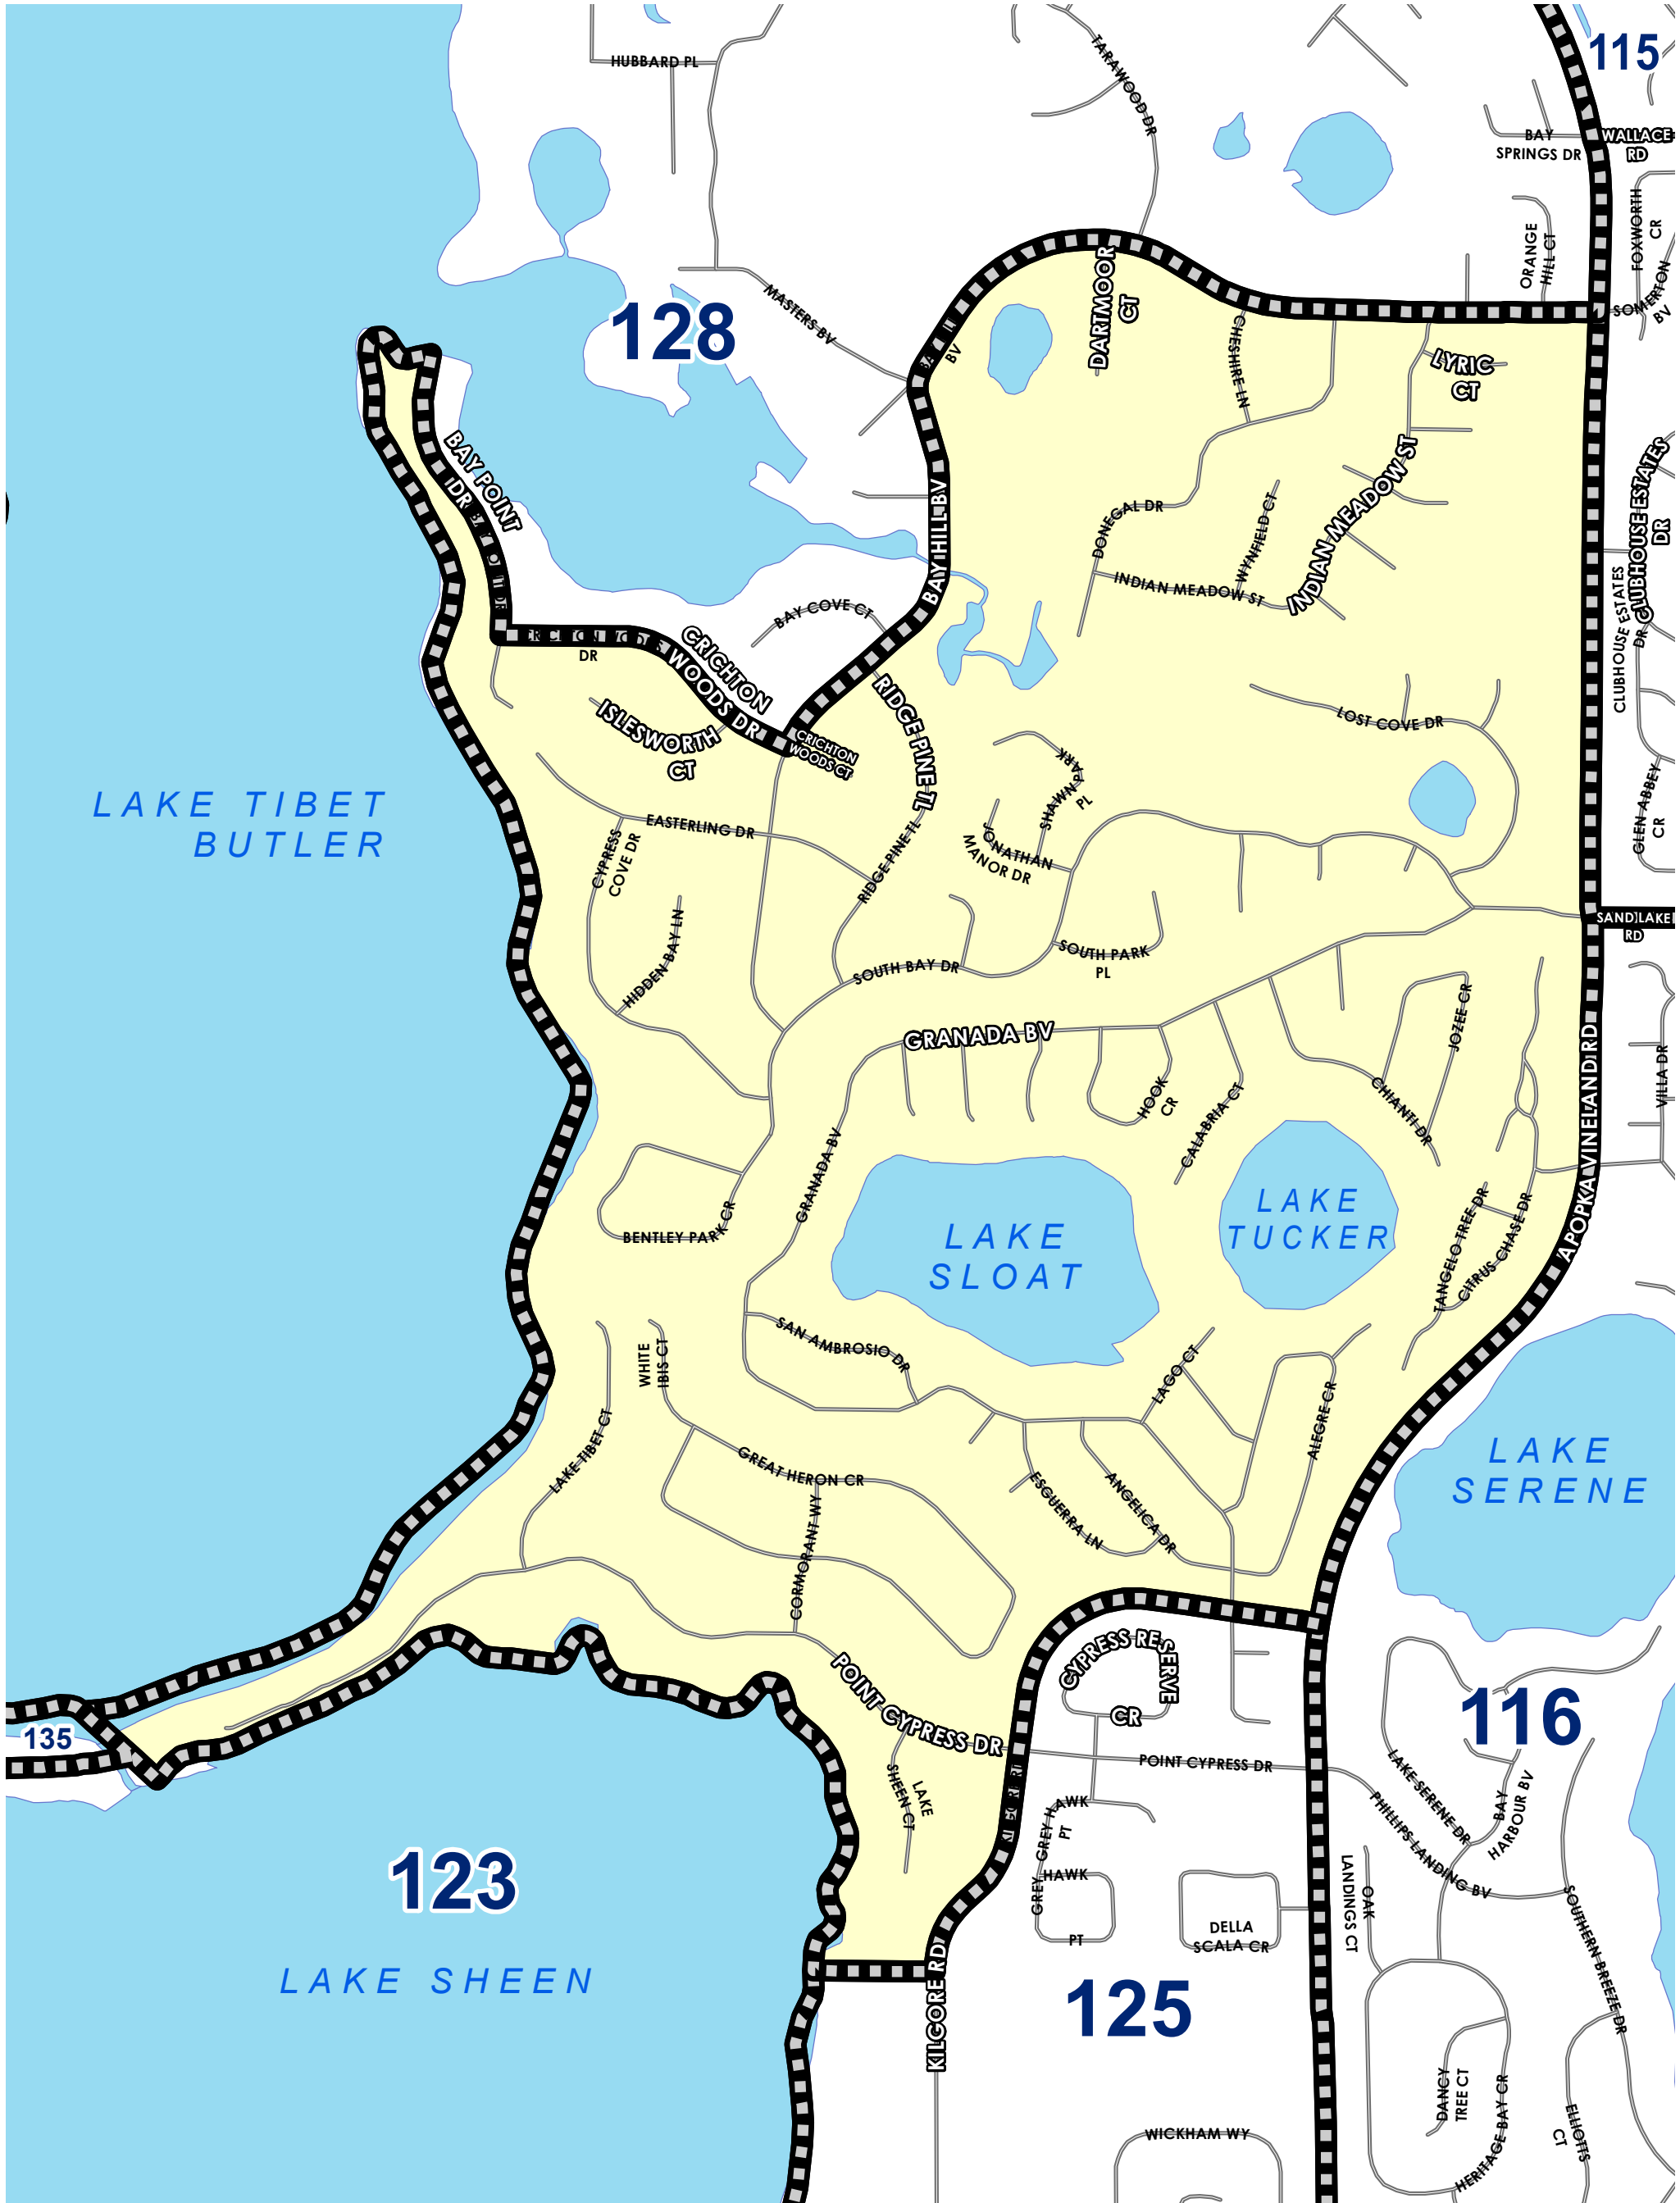 HUBBARD PL
TARAWOOD DR
115
BAY
SPRINGS DR
WALLACE
RD
FOXWORTH
CR
ORANGE
HILL CT
SOMERTON
BV
MASTERS BV
128
DARTMOOR
CT
BV
CHESHIRE LN
LYRIC
CT
BAY POINT
DR
BAY HILL BV
DONEGAL DR
WYNFIELD CT
INDIAN MEADOW ST
INDIAN MEADOW ST
CLUBHOUSE ESTATES
DR
CLUBHOUSE ESTATES
DR
BAY COVE CT
CRICHTON WOODS
DR
CRICHTON
WOODS DR
CRICHTON
WOODS CT
ISLESWORTH
CT
RIDGE PINE TL
RIDGE PINE TL
LOST COVE DR
SHAWN PARK
PL
JONATHAN
MANOR DR
GLEN ABBEY
CR
LAKE TIBET
BUTLER
EASTERLING DR
CYPRESS
COVE DR
HIDDEN BAY LN
SOUTH BAY DR
SOUTH PARK
PL
SAND LAKE
RD
GRANADA BV
JOZEE CR
HOOK
CR
CALABRIA CT
CHIANTI DR
VILLA DR
APOPKA VINELAND RD
GRANADA BV
BENTLEY PARK CR
LAKE
SLOAT
LAKE
TUCKER
TANGELO TREE DR
CITRUS CHASE DR
SAN AMBROSIO DR
WHITE
IBIS CT
LAGO CT
ALEGRE CR
LAKE
SERENE
LAKE TIBET CT
GREAT HERON CR
CORMORANT WY
ESGUERRA LN
ANGELICA DR
CYPRESS RESERVE
CR
POINT CYPRESS DR
POINT CYPRESS DR
116
135
LAKE
SHEEN CT
KILGORE RD
GREY HAWK
PT
GREY HAWK
PT
LAKE SERENE DR
BAY
HARBOUR BV
PHILLIPS LANDING BV
OAK
LANDINGS CT
SOUTHERN BREEZE DR
DELLA
SCALA CR
123
LAKE SHEEN
125
KILGORE RD
DANCY
TREE CT
HERITAGE BAY CR
ELLIOTTS
CT
WICKHAM WY